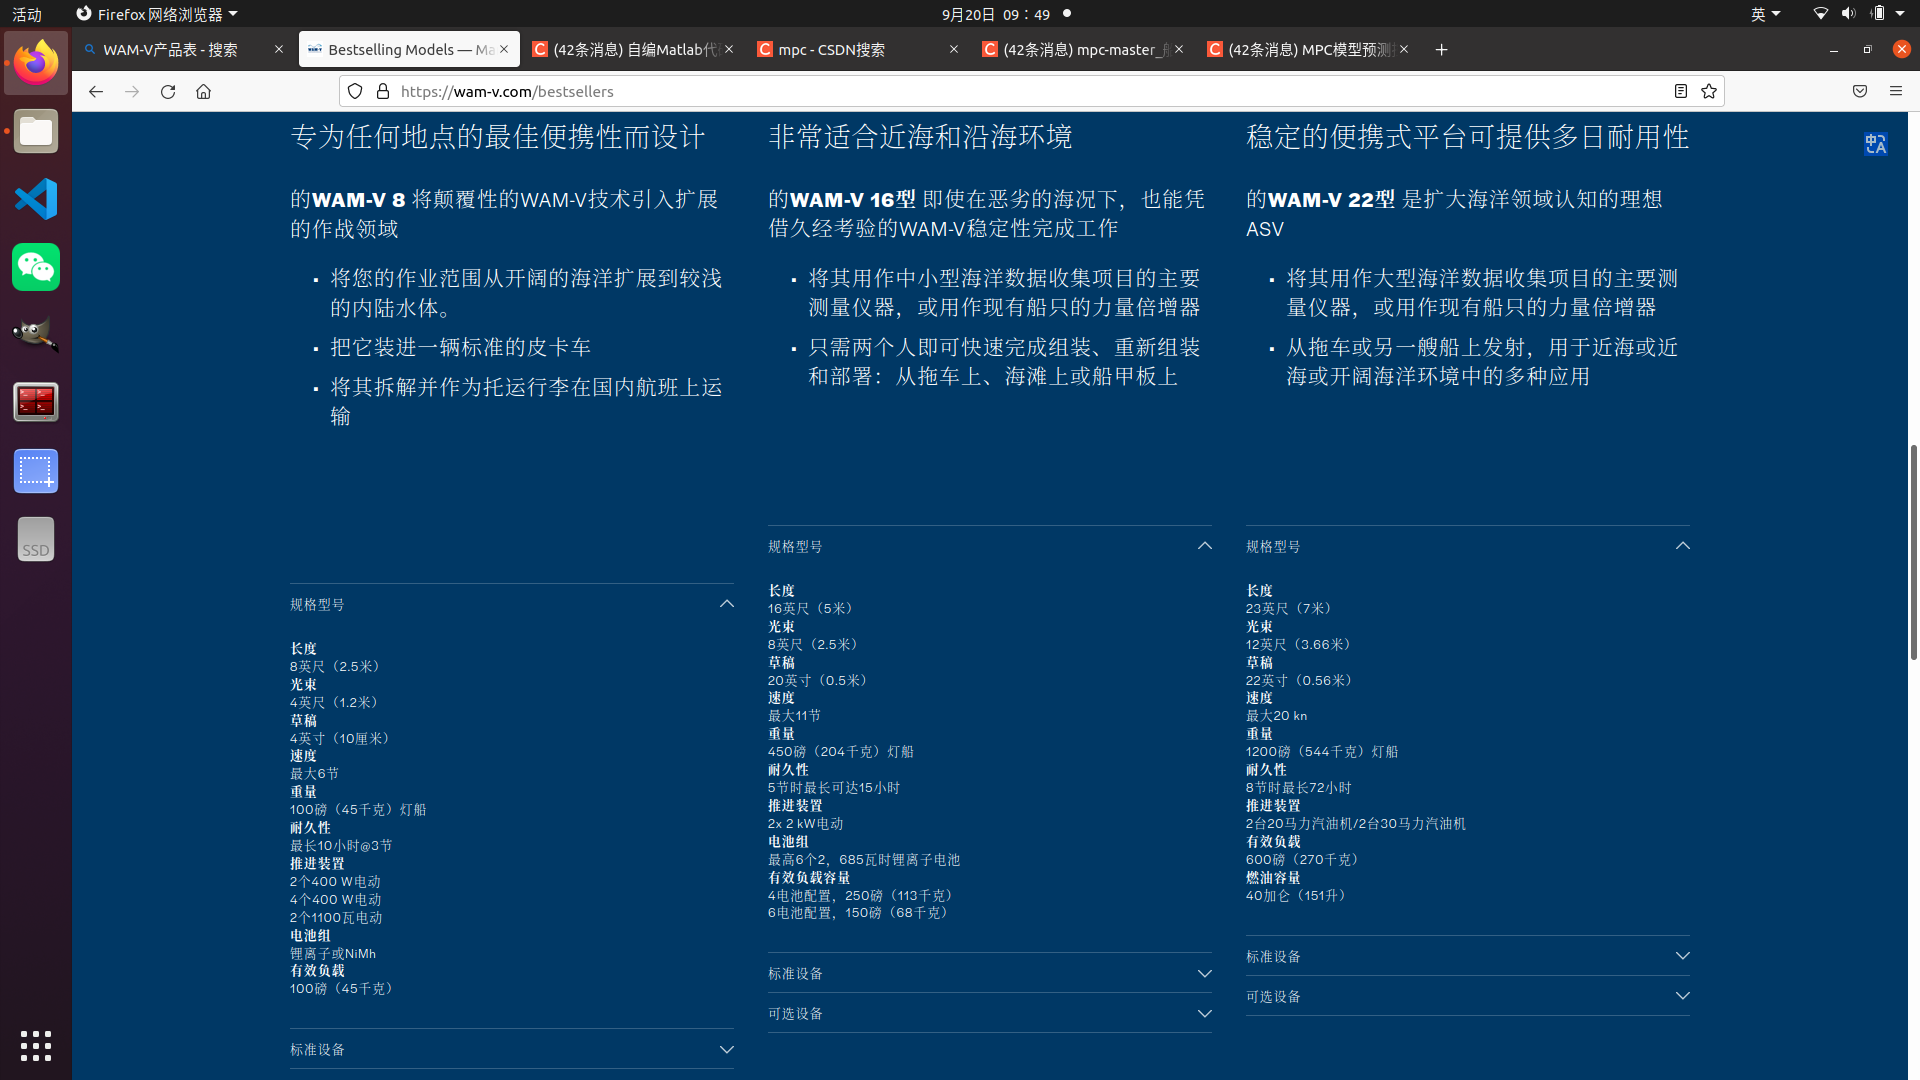 活动
Firefox 网络浏览器
9月20日 09：49
英
WAM-V产品表 - 搜索
Bestselling Models — Ma
(42条消息) 自编Matlab代
mpc - CSDN搜索
(42条消息) mpc-master_
(42条消息) MPC模型预测
https://wam-v.com/bestsellers
专为任何地点的最佳便携性而设计
的WAM-V 8 将颠覆性的WAM-V技术引入扩展
的作战领域
将您的作业范围从开阔的海洋扩展到较浅
的内陆水体。
把它装进一辆标准的皮卡车
将其拆解并作为托运行李在国内航班上运
输
规格型号
长度
8英尺（2.5米）
光束
4英尺（1.2米）
草稿
4英寸（10厘米）
速度
最大6节
重量
100磅（45千克）灯船
耐久性
最长10小时@3节
推进装置
2个400 W电动
4个400 W电动
2个1100瓦电动
电池组
锂离子或NiMh
有效负载
100磅（45千克）
标准设备
非常适合近海和沿海环境
的WAM-V 16型 即使在恶劣的海况下，也能凭
借久经考验的WAM-V稳定性完成工作
将其用作中小型海洋数据收集项目的主要
测量仪器，或用作现有船只的力量倍增器
只需两个人即可快速完成组装、重新组装
和部署：从拖车上、海滩上或船甲板上
规格型号
长度
16英尺（5米）
光束
8英尺（2.5米）
草稿
20英寸（0.5米）
速度
最大11节
重量
450磅（204千克）灯船
耐久性
5节时最长可达15小时
推进装置
2x 2 kW电动
电池组
最高6个2，685瓦时锂离子电池
有效负载容量
4电池配置，250磅（113千克）
6电池配置，150磅（68千克）
标准设备
可选设备
稳定的便携式平台可提供多日耐用性
的WAM-V 22型 是扩大海洋领域认知的理想
ASV
将其用作大型海洋数据收集项目的主要测
量仪器，或用作现有船只的力量倍增器
从拖车或另一艘船上发射，用于近海或近
海或开阔海洋环境中的多种应用
规格型号
长度
23英尺（7米）
光束
12英尺（3.66米）
草稿
22英寸（0.56米）
速度
最大20 kn
重量
1200磅（544千克）灯船
耐久性
8节时最长72小时
推进装置
2台20马力汽油机/2台30马力汽油机
有效负载
600磅（270千克）
燃油容量
40加仑（151升）
标准设备
可选设备
SSD